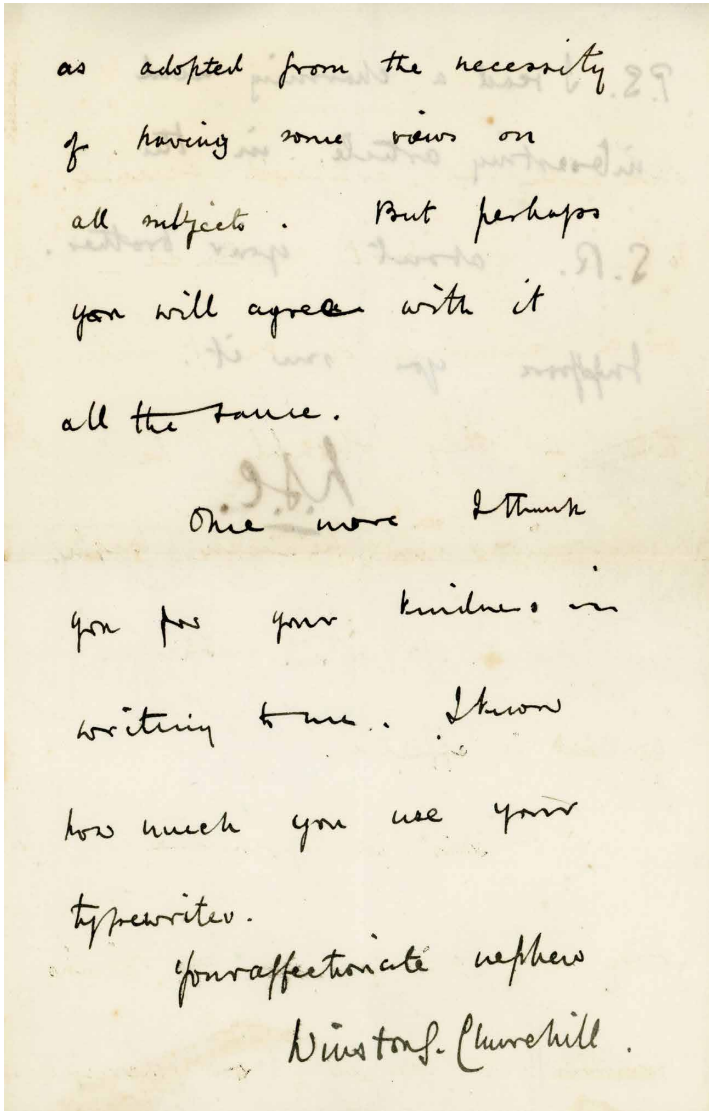 as adopted from the necessity
of having some views on
all subjects. But perhaps
you will agree with it
all the same.
Once more I thank
you for your kindness in
writing to me. I know
how much you use your
typewriter.
Your affectionate nephew
Winston S. Churchill.